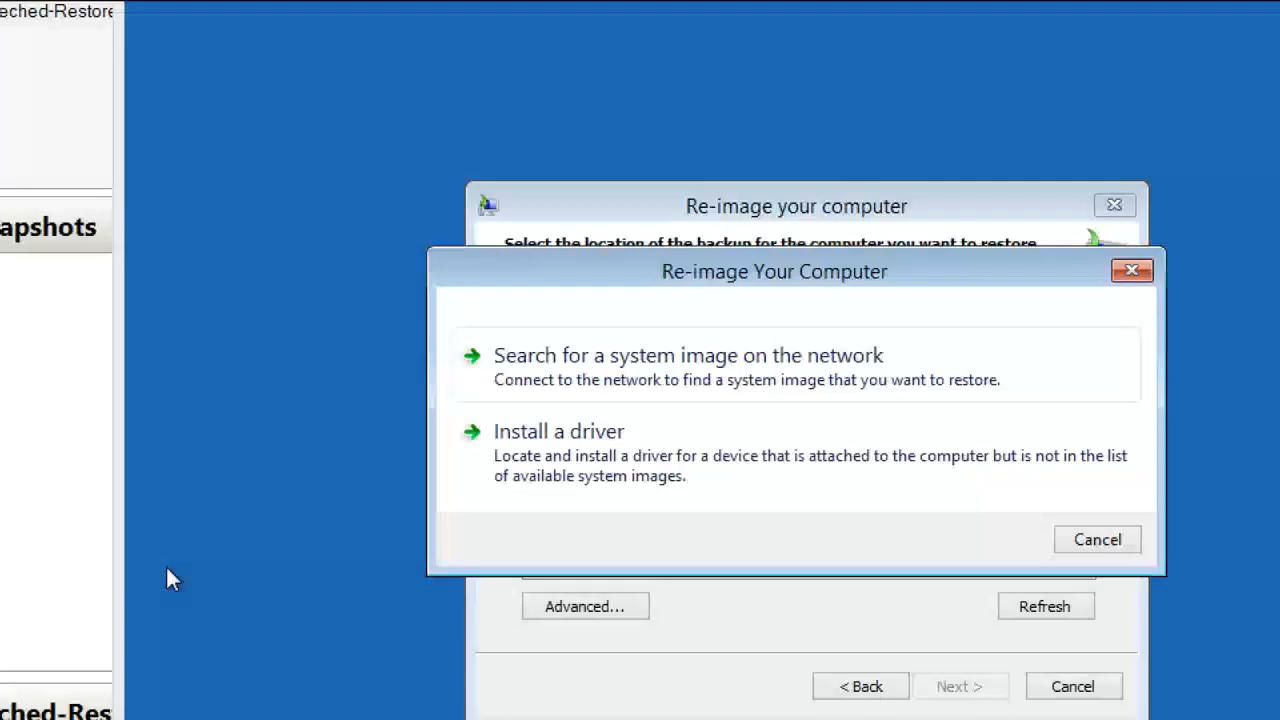 eched-Restore
apshots
ched-Res
Re-image your computer
Select the location of the backup for the computer you want to restore
Re-image Your Computer
Search for a system image on the network
Connect to the network to find a system image that you want to restore.
Install a driver
Locate and install a driver for a device that is attached to the computer but is not in the list
of available system images.
Cancel
Advanced...
Refresh
< Back
Next >
Cancel